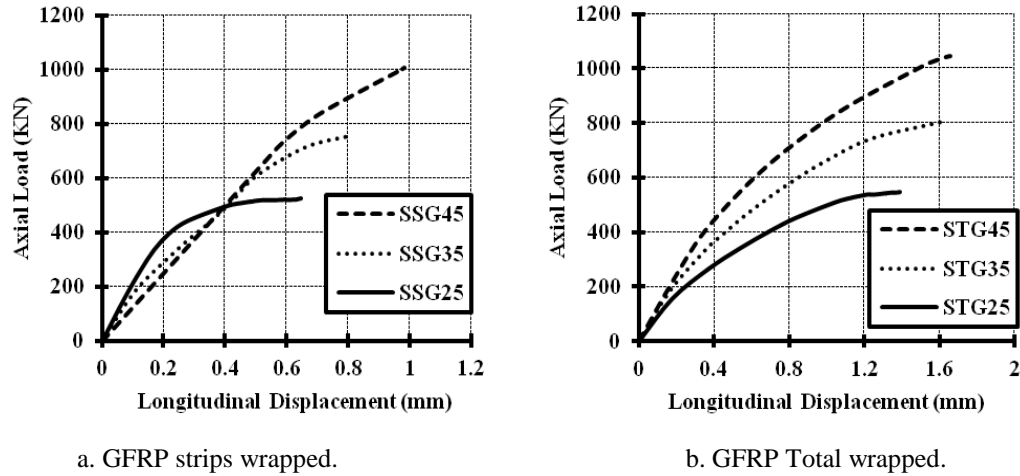 1200
1000
800
600
400
200
0
Axial Load (KN)
SSG45
SSG35
SSG25
0 0.2 0.4 0.6 0.8 1 1.2
Longitudinal Displacement (mm)
a. GFRP strips wrapped.
1200
1000
800
600
400
200
0
Axial Load (KN)
STG45
STG35
STG25
0 0.4 0.8 1.2 1.6 2
Longitudinal Displacement (mm)
b. GFRP Total wrapped.